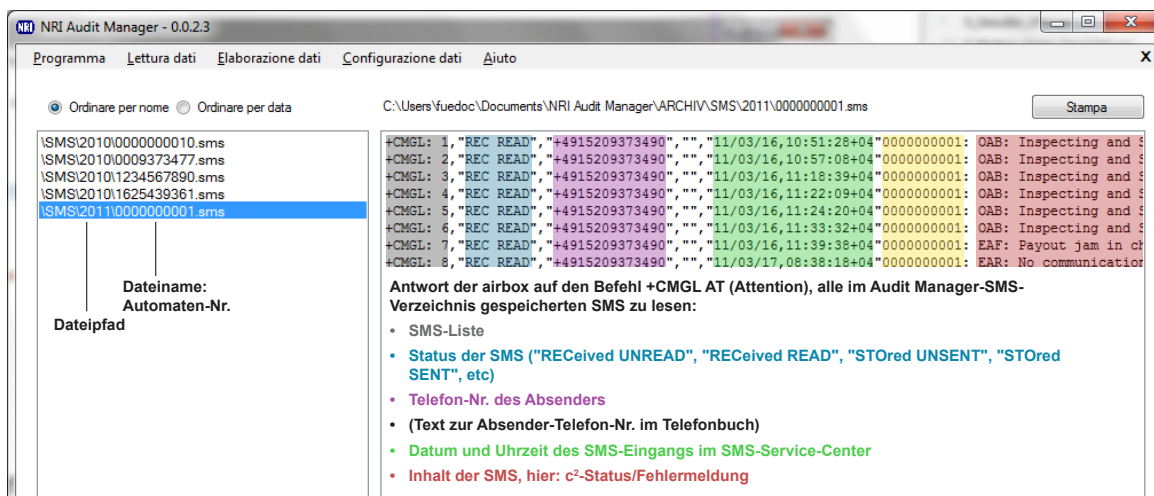 NRI NRI Audit Manager - 0.0.2.3
X
Programma Lettura dati Elaborazione dati Configurazione dati Aiuto X
Ordinare per nome Ordinare per data
C:\Users\fuedoc\Documents\NRI Audit Manager\ARCHIV\SMS\2011\0000000001.sms
Stampa
\SMS\2010\0000000010.sms
\SMS\2010\0009373477.sms
\SMS\2010\1234567890.sms
\SMS\2010\1625439361.sms
\SMS\2011\0000000001.sms
Dateiname:
Automaten-Nr.
Dateipfad
+CMGL: 1,"REC READ","+4915209373490","","11/03/16,10:51:28+04"0000000001: OAB: Inspecting and S
+CMGL: 2,"REC READ","+4915209373490","","11/03/16,10:57:08+04"0000000001: OAB: Inspecting and S
+CMGL: 3,"REC READ","+4915209373490","","11/03/16,11:18:39+04"0000000001: OAB: Inspecting and S
+CMGL: 4,"REC READ","+4915209373490","","11/03/16,11:22:09+04"0000000001: OAB: Inspecting and S
+CMGL: 5,"REC READ","+4915209373490","","11/03/16,11:24:20+04"0000000001: OAB: Inspecting and S
+CMGL: 6,"REC READ","+4915209373490","","11/03/16,11:33:32+04"0000000001: OAB: Inspecting and S
+CMGL: 7,"REC READ","+4915209373490","","11/03/16,11:39:38+04"0000000001: EAF: Payout jam in ch
+CMGL: 8,"REC READ","+4915209373490","","11/03/17,08:38:18+04"0000000001: EAR: No communication
Antwort der airbox auf den Befehl +CMGL AT (Attention), alle im Audit Manager-SMS-
Verzeichnis gespeicherten SMS zu lesen:
• SMS-Liste
• Status der SMS ("RECeived UNREAD", "RECeived READ", "STOred UNSENT", "STOred
SENT", etc)
• Telefon-Nr. des Absenders
• (Text zur Absender-Telefon-Nr. im Telefonbuch)
• Datum und Uhrzeit des SMS-Eingangs im SMS-Service-Center
• Inhalt der SMS, hier: c²-Status/Fehlermeldung